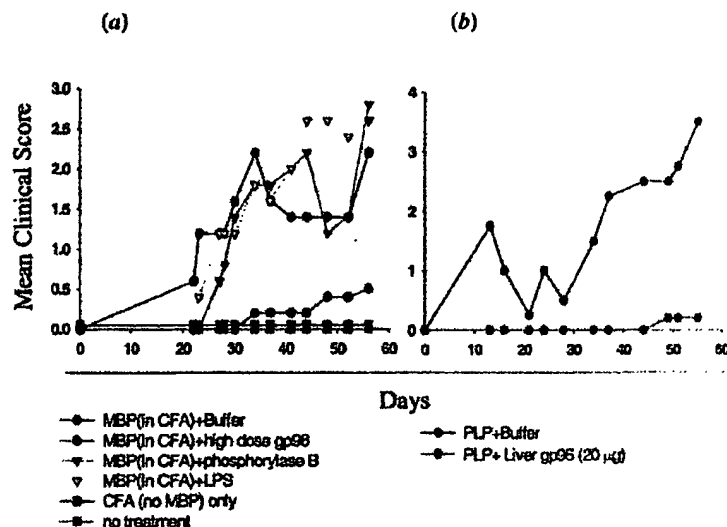 (a) (b)
Mean Clinical Score
3.0
2.5
2.0
1.5
1.0
0.5
0.0
0 10 20 30 40 50 60
4
3
2
1
0
0 10 20 30 40 50 60
Days
MBP(in CFA)+Buffer
MBP(in CFA)+high dose gp96
MBP(in CFA)+phosphorylase B
MBP(in CFA)+LPS
CFA (no MBP) only
no treatment
PLP+Buffer
PLP+ Liver gp96 (20 µg)